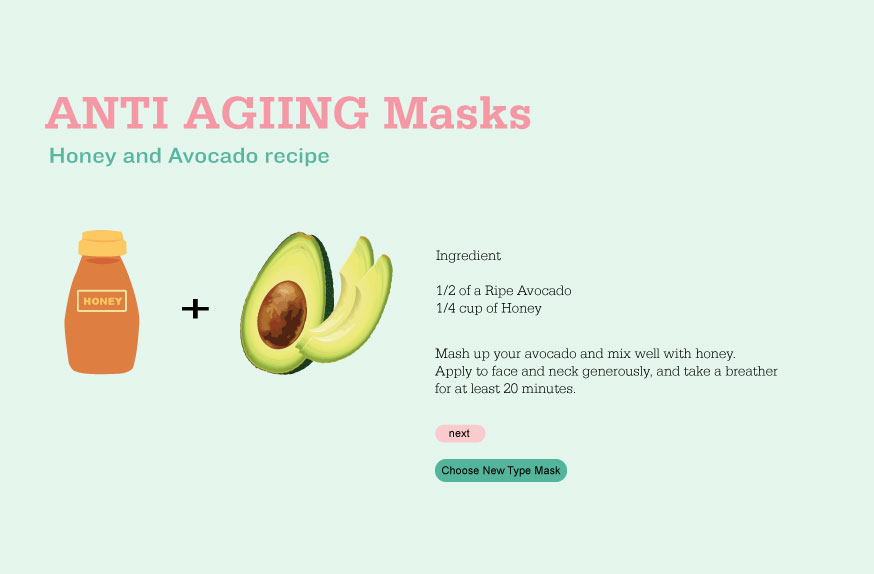 ANTI AGIING Masks
Honey and Avocado recipe
HONEY
+
Ingredient
1/2 of a Ripe Avocado
1/4 cup of Honey
Mash up your avocado and mix well with honey.
Apply to face and neck generously, and take a breather
for at least 20 minutes.
next
Choose New Type Mask